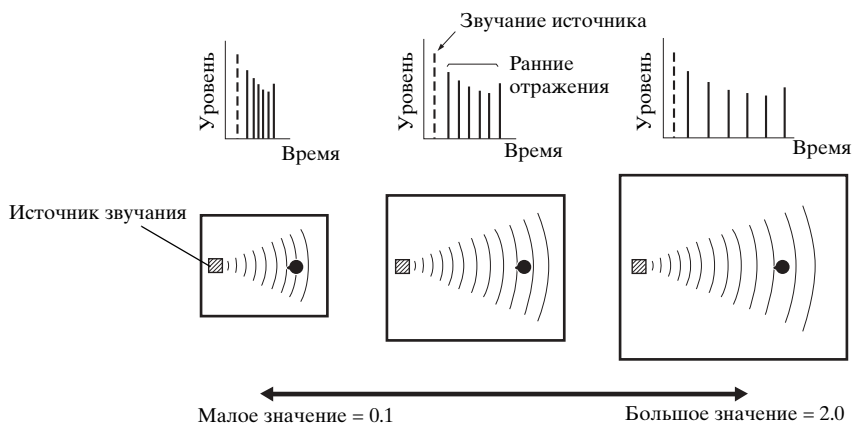 Звучание источника
Уровень
Время
Уровень
Ранние
отражения
Время
Уровень
Время
Источник звучания
Малое значение = 0.1
Большое значение = 2.0